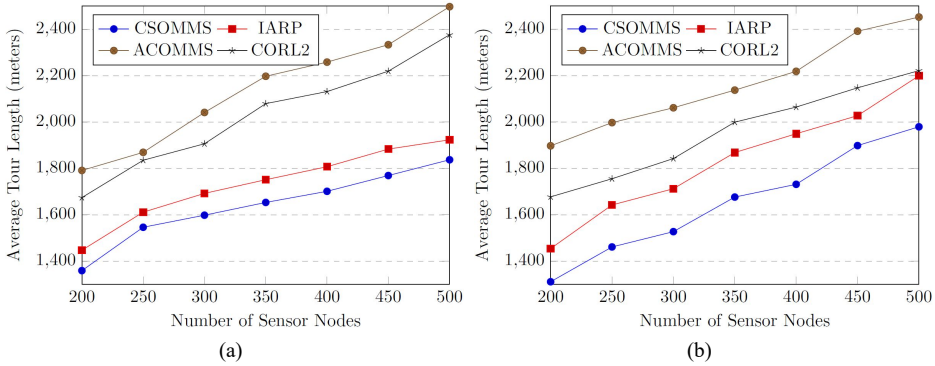 CSOMMS IARP
ACOMMS CORL2
Average Tour Length (meters)
2,400
2,200
2,000
1,800
1,600
1,400
200 250 300 350 400 450 500
Number of Sensor Nodes
(a)
CSOMMS IARP
ACOMMS CORL2
Average Tour Length (meters)
2,400
2,200
2,000
1,800
1,600
1,400
200 250 300 350 400 450 500
Number of Sensor Nodes
(b)